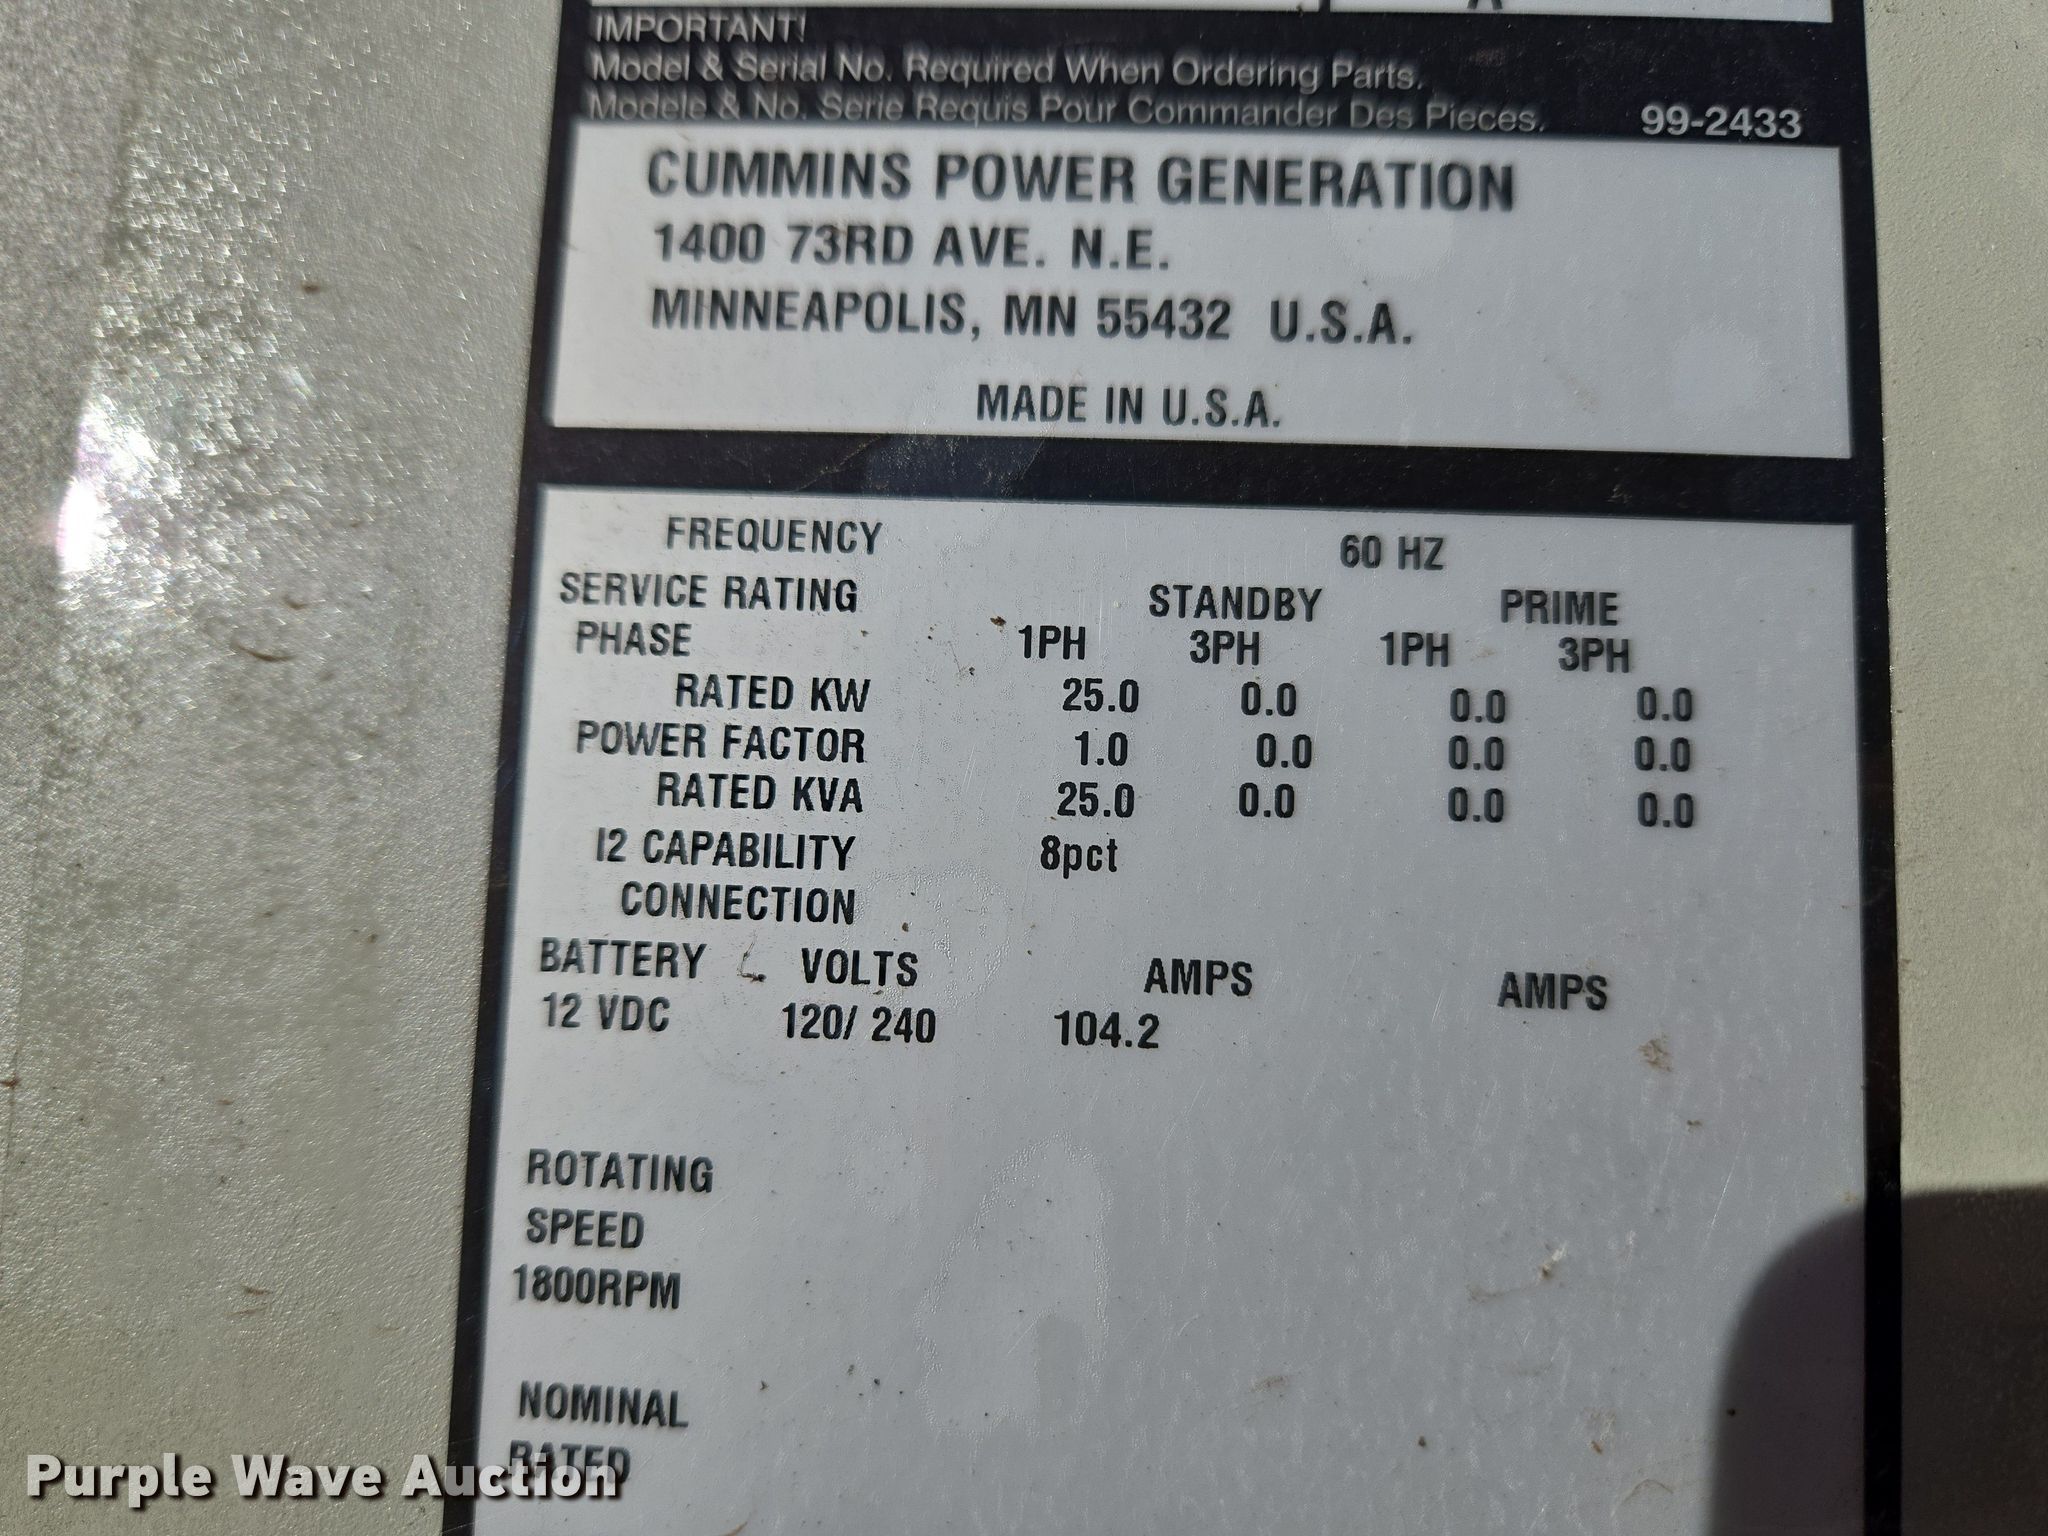 IMPORTANT!
Model & Serial No. Required When Ordering Parts.
Modele & No. Serie Requis Pour Commander Des Pieces. 99-2433
CUMMINS POWER GENERATION
1400 73RD AVE. N.E.
MINNEAPOLIS, MN 55432 U.S.A.
MADE IN U.S.A.
FREQUENCY 60 HZ
SERVICE RATING STANDBY PRIME
PHASE 1PH 3PH 1PH 3PH
RATED KW 25.0 0.0 0.0 0.0
POWER FACTOR 1.0 0.0 0.0 0.0
RATED KVA 25.0 0.0 0.0 0.0
I2 CAPABILITY 8pct
CONNECTION
BATTERY VOLTS AMPS AMPS
12 VDC 120/ 240 104.2
ROTATING
SPEED
1800RPM
NOMINAL
RATED
Purple Wave Auction